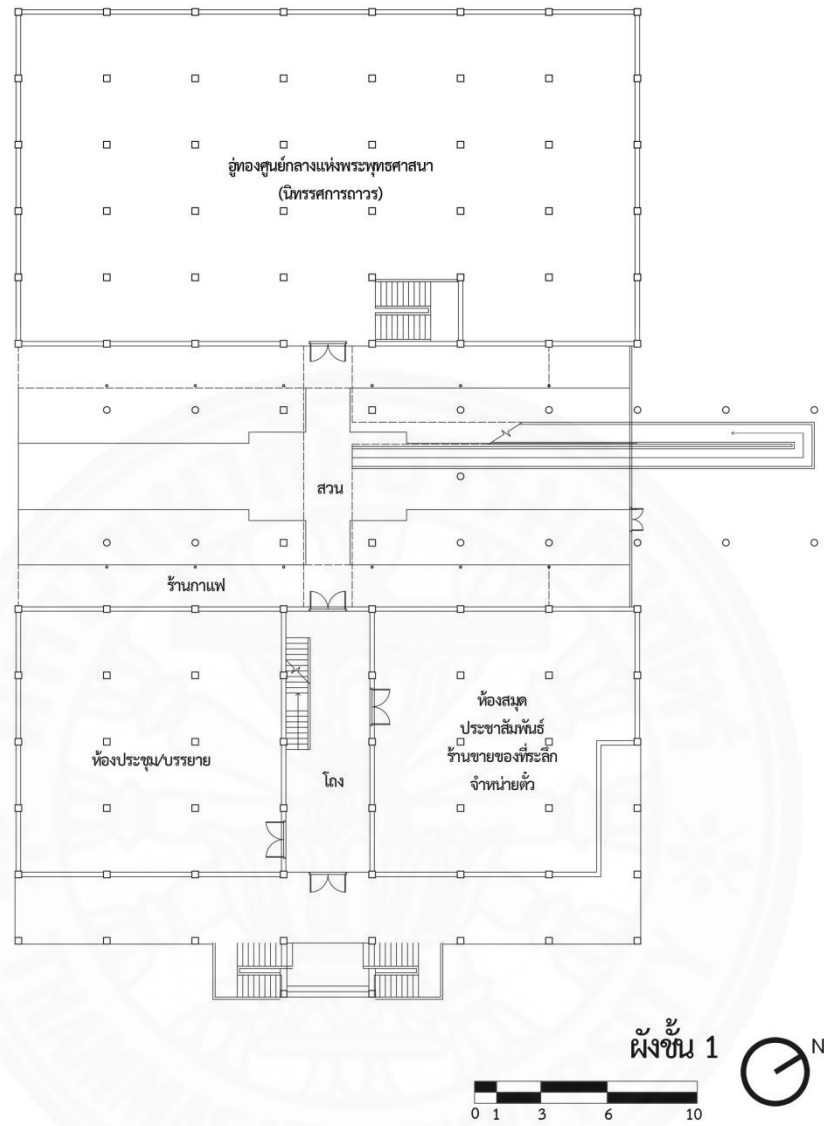 อู่ทองศูนย์กลางแห่งพระพุทธศาสนา
(นิทรรศการถาวร)
สวน
ร้านกาแฟ
ห้องประชุม/บรรยาย
โถง
ห้องสมุด
ประชาสัมพันธ์
ร้านขายของที่ระลึก
จำหน่ายตั๋ว
ผังชั้น 1
N
0 1 3 6 10